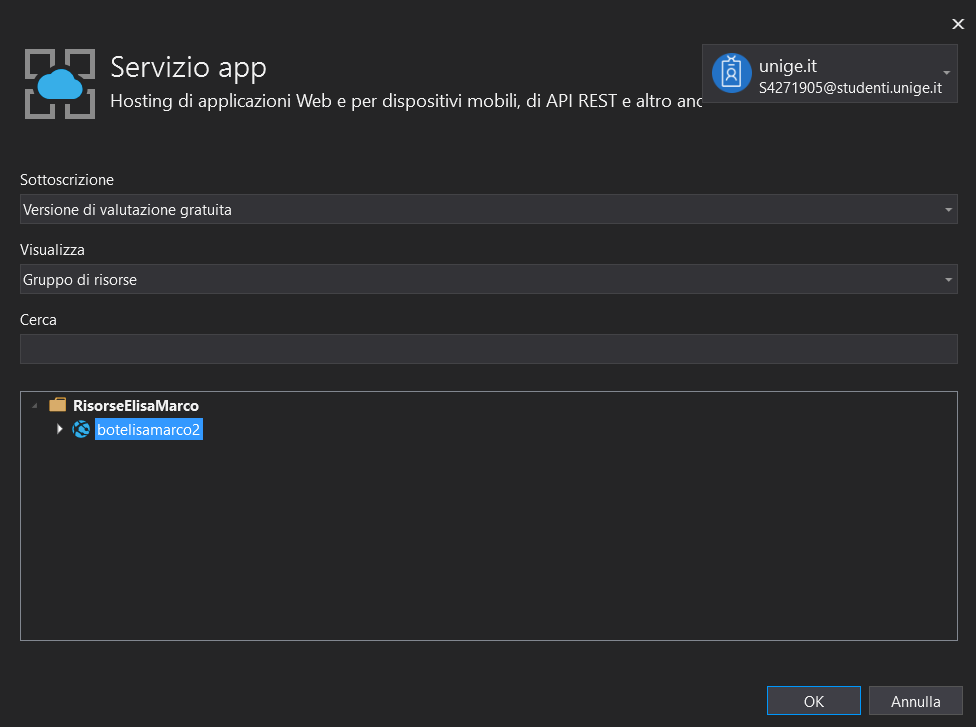 Servizio app
Hosting di applicazioni Web e per dispositivi mobili, di API REST e altro anc
unige.it
S4271905@studenti.unige.it
Sottoscrizione
Versione di valutazione gratuita
Visualizza
Gruppo di risorse
Cerca
RisorseElisaMarco
botelisamarco2
OK
Annulla